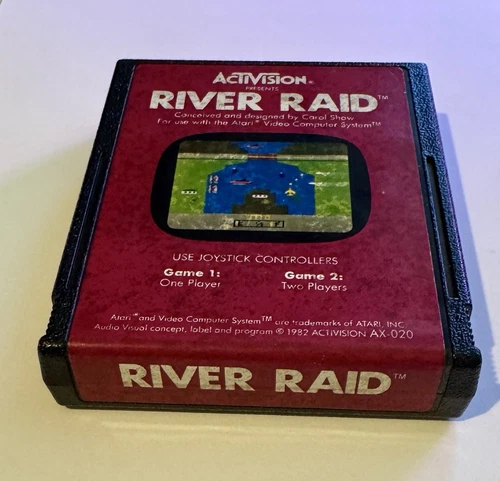 ACTIVISION®
PRESENTS
RIVER RAID™
Conceived and designed by Carol Shaw
For use with the Atari® Video Computer System™
USE JOYSTICK CONTROLLERS
Game 1: Game 2:
One Player Two Players
Atari® and Video Computer System™ are trademarks of ATARI, INC.
Audio Visual concept, label and program © 1982 ACTIVISION AX-020
RIVER RAID™